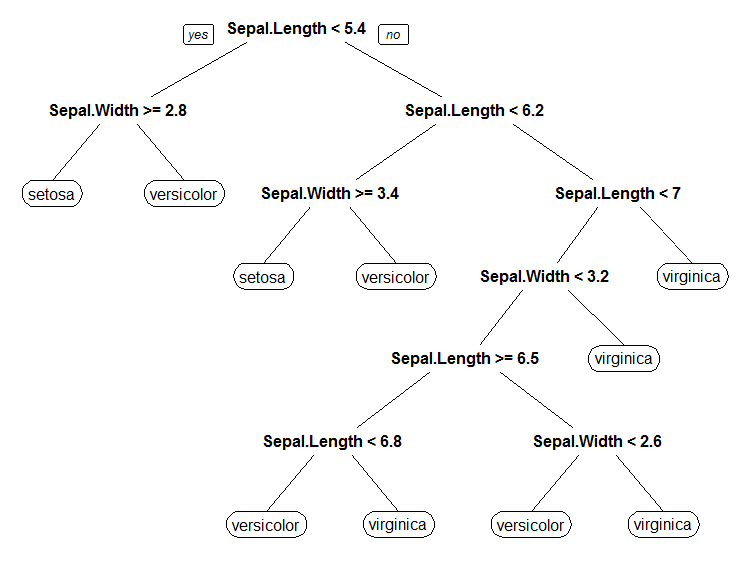 yes Sepal.Length < 5.4 no
Sepal.Width >= 2.8 Sepal.Length < 6.2
setosa versicolor Sepal.Width >= 3.4 Sepal.Length < 7
setosa versicolor Sepal.Width < 3.2 virginica
Sepal.Length >= 6.5 virginica
Sepal.Length < 6.8 Sepal.Width < 2.6
versicolor virginica versicolor virginica